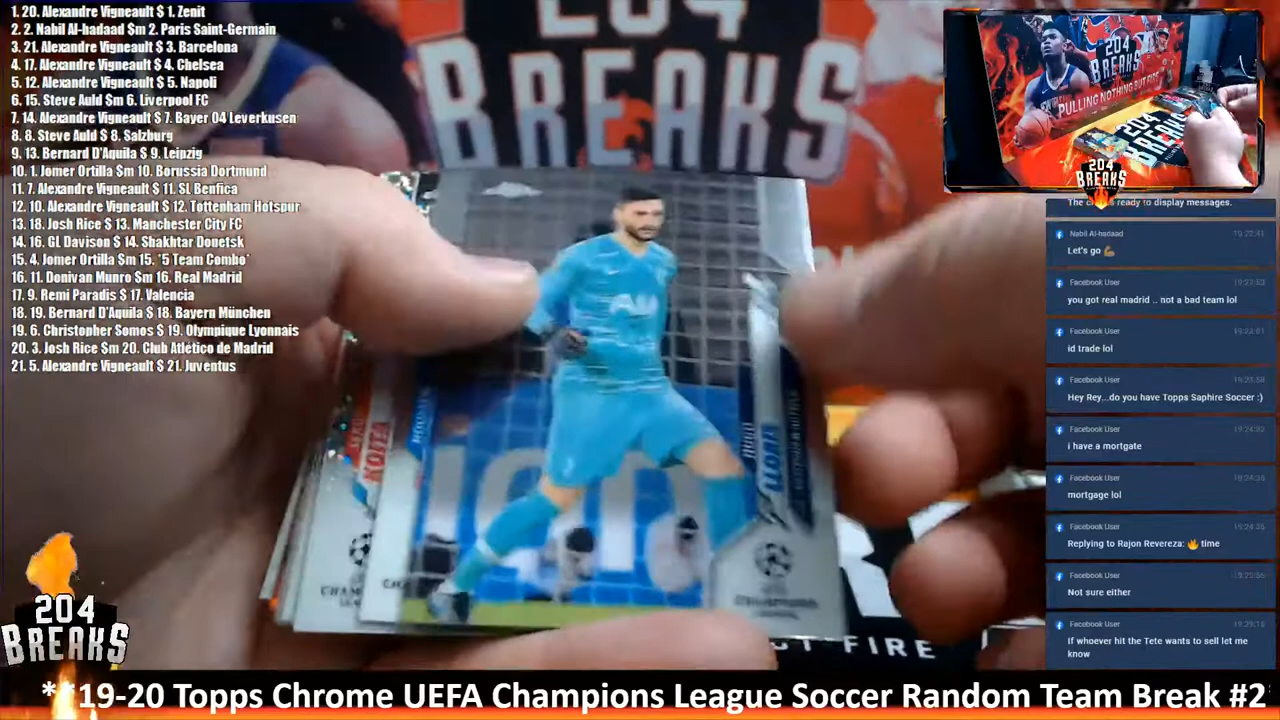 1. 20. Alexandre Vigneault $ 1. Zenit
2. 2. Nabil Al-hadaad $m 2. Paris Saint-Germain
3. 21. Alexandre Vigneault $ 3. Barcelona
4. 17. Alexandre Vigneault $ 4. Chelsea
5. 12. Alexandre Vigneault $ 5. Napoli
6. 15. Steve Auld $m 6. Liverpool FC
7. 14. Alexandre Vigneault $ 7. Bayer 04 Leverkusen
8. 8. Steve Auld $ 8. Salzburg
9. 13. Bernard D'Aquila $ 9. Leipzig
10. 1. Jomer Ortilla $m 10. Borussia Dortmund
11. 7. Alexandre Vigneault $ 11. SL Benfica
12. 10. Alexandre Vigneault $ 12. Tottenham Hotspur
13. 18. Josh Rice $ 13. Manchester City FC
14. 16. GL Davison $ 14. Shakhtar Donetsk
15. 4. Jomer Ortilla $m 15. *5 Team Combo*
16. 11. Donivan Munro $m 16. Real Madrid
17. 9. Remi Paradis $ 17. Valencia
18. 19. Bernard D'Aquila $ 18. Bayern München
19. 6. Christopher Somos $ 19. Olympique Lyonnais
20. 3. Josh Rice $m 20. Club Atlético de Madrid
21. 5. Alexandre Vigneault $ 21. Juventus
204
BREAKS
AIA
HUGO
LLORIS
KOTA
204
BREAKS
PULLING NOTHING BUT FIRE
204
BREAKS
204
BREAKS
ready to display messages.
Nabil Al-hadaad
Let's go 💪
Facebook User
you got real madrid .. not a bad team lol
Facebook User
id trade lol
Facebook User
Hey Rey...do you have Topps Saphire Soccer :)
Facebook User
i have a mortgate
Facebook User
mortgage lol
Facebook User
Replying to Rajon Revereza: 🔥 time
Facebook User
Not sure either
Facebook User
If whoever hit the Tete wants to sell let me
know
204
BREAKS
FIRE
19-20 Topps Chrome UEFA Champions League Soccer Random Team Break #2